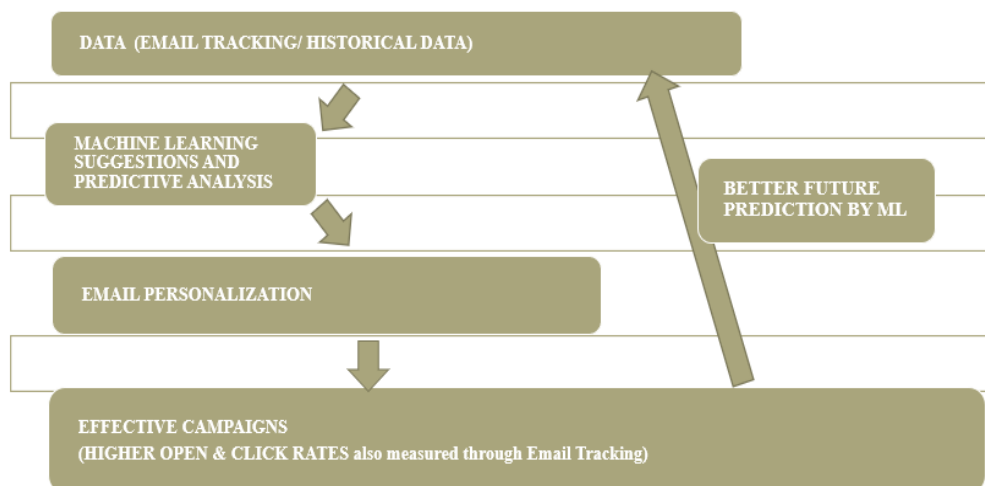 DATA (EMAIL TRACKING/ HISTORICAL DATA)
MACHINE LEARNING
SUGGESTIONS AND
PREDICTIVE ANALYSIS
BETTER FUTURE
PREDICTION BY ML
EMAIL PERSONALIZATION
EFFECTIVE CAMPAIGNS
(HIGHER OPEN & CLICK RATES also measured through Email Tracking)